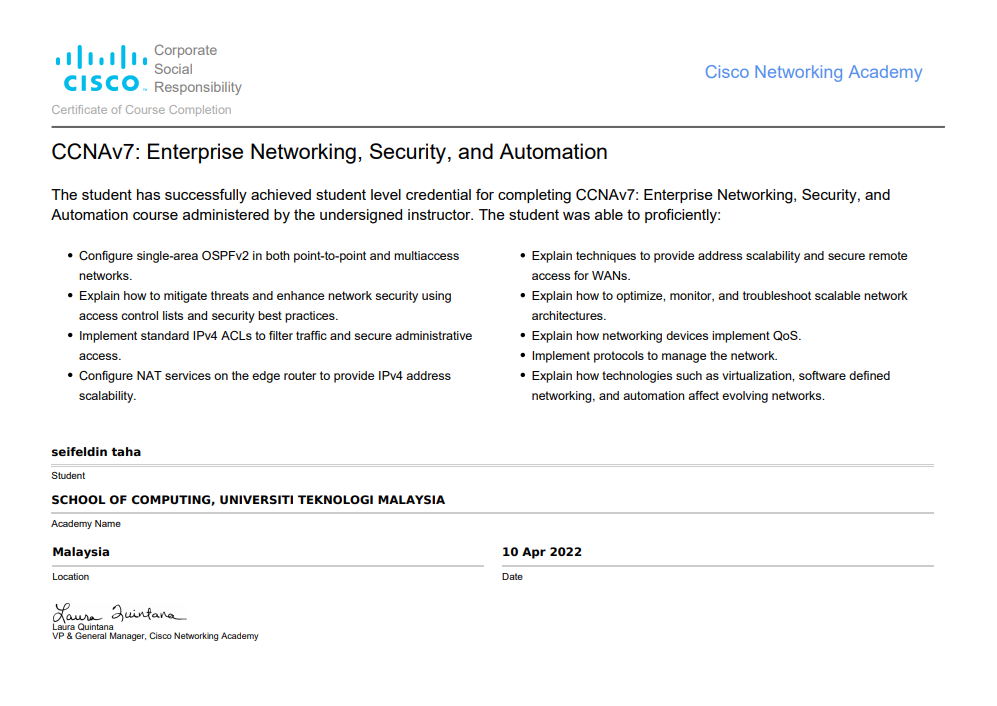 Corporate
Social
CISCO™ Responsibility
Cisco Networking Academy
Certificate of Course Completion
CCNAv7: Enterprise Networking, Security, and Automation
The student has successfully achieved student level credential for completing CCNAv7: Enterprise Networking, Security, and
Automation course administered by the undersigned instructor. The student was able to proficiently:
• Configure single-area OSPFv2 in both point-to-point and multiaccess
networks.
• Explain how to mitigate threats and enhance network security using
access control lists and security best practices.
• Implement standard IPv4 ACLs to filter traffic and secure administrative
access.
• Configure NAT services on the edge router to provide IPv4 address
scalability.
• Explain techniques to provide address scalability and secure remote
access for WANs.
• Explain how to optimize, monitor, and troubleshoot scalable network
architectures.
• Explain how networking devices implement QoS.
• Implement protocols to manage the network.
• Explain how technologies such as virtualization, software defined
networking, and automation affect evolving networks.
seifeldin taha
Student
SCHOOL OF COMPUTING, UNIVERSITI TEKNOLOGI MALAYSIA
Academy Name
Malaysia
Location
10 Apr 2022
Date
Laura Quintana
Laura Quintana
VP & General Manager, Cisco Networking Academy